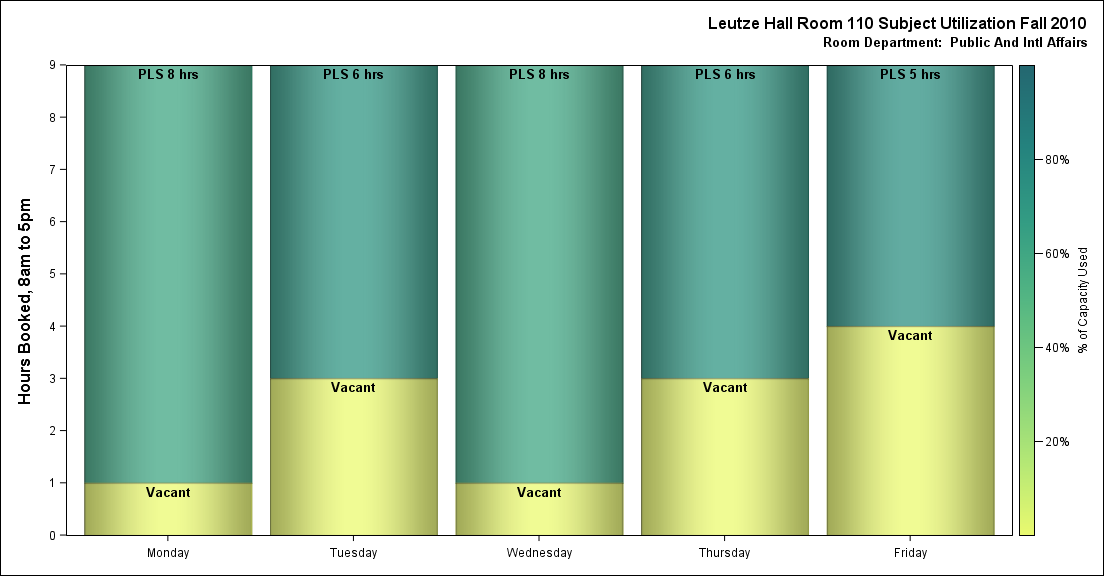 Leutze Hall Room 110 Subject Utilization Fall 2010
Room Department:  Public And Intl Affairs
Hours Booked, 8am to 5pm
9
8
7
6
5
4
3
2
1
0
PLS 8 hrs
PLS 6 hrs
PLS 8 hrs
PLS 6 hrs
PLS 5 hrs
Vacant
Vacant
Vacant
Vacant
Vacant
Monday
Tuesday
Wednesday
Thursday
Friday
80%
60%
40%
20%
% of Capacity Used